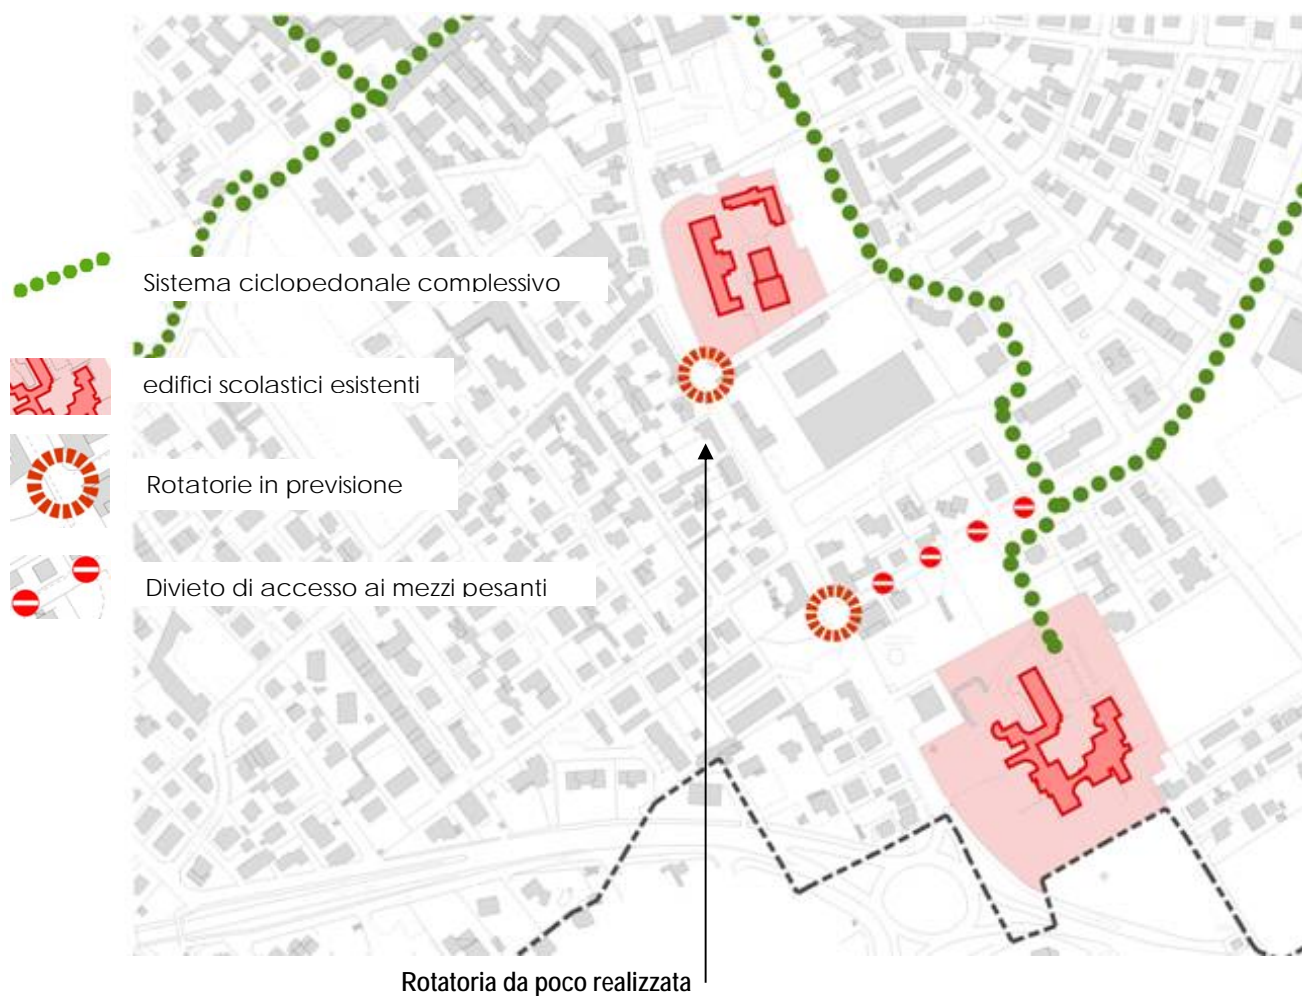 Sistema ciclopedonale complessivo
edifici scolastici esistenti
Rotatorie in previsione
Divieto di accesso ai mezzi pesanti
Rotatoria da poco realizzata